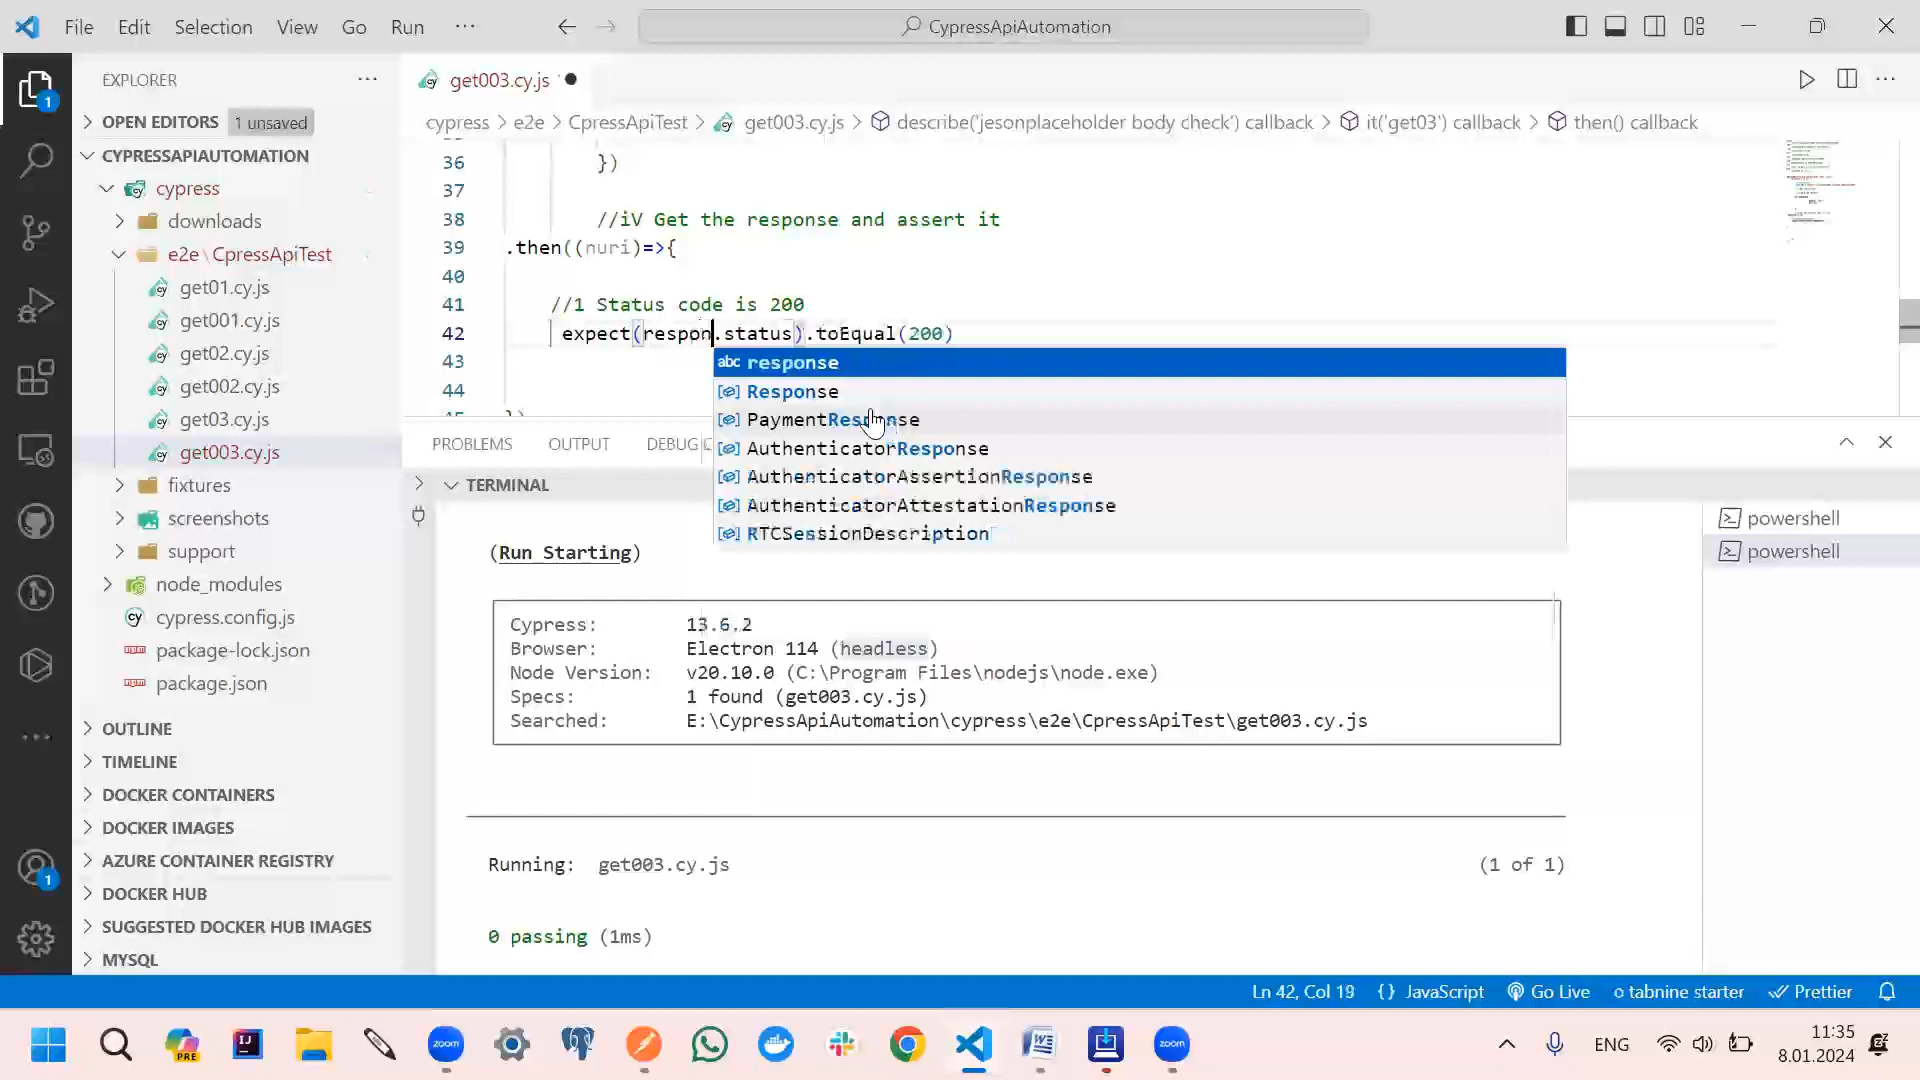 File Edit Selection View Go Run ··· CypressApiAutomation
EXPLORER ···
OPEN EDITORS 1 unsaved
CYPRESSAPIAUTOMATION
cypress
downloads
e2e\CpressApiTest
get01.cy.js
get001.cy.js
get02.cy.js
get002.cy.js
get03.cy.js
get003.cy.js
fixtures
screenshots
support
node_modules
cypress.config.js
package-lock.json
package.json
OUTLINE
TIMELINE
DOCKER CONTAINERS
DOCKER IMAGES
AZURE CONTAINER REGISTRY
DOCKER HUB
SUGGESTED DOCKER HUB IMAGES
MYSQL
1
1
get003.cy.js
cypress > e2e > CpressApiTest > get003.cy.js > describe('jesonplaceholder body check') callback > it('get03') callback > then() callback
36 })
37
38 //iV Get the response and assert it
39 .then((nuri)=>{
40
41 //1 Status code is 200
42 expect(respon.status).toEqual(200)
43
44
abc response
Response
PaymentResponse
AuthenticatorResponse
AuthenticatorAssertionResponse
AuthenticatorAttestationResponse
RTCSessionDescription
PROBLEMS OUTPUT DEBUG
TERMINAL
(Run Starting)
Cypress: 13.6.2
Browser: Electron 114 (headless)
Node Version: v20.10.0 (C:\Program Files\nodejs\node.exe)
Specs: 1 found (get003.cy.js)
Searched: E:\CypressApiAutomation\cypress\e2e\CpressApiTest\get003.cy.js
Running: get003.cy.js (1 of 1)
0 passing (1ms)
powershell
powershell
Ln 42, Col 19 {} JavaScript Go Live tabnine starter Prettier
PRE IJ zoom zoom
ENG 11:35
8.01.2024